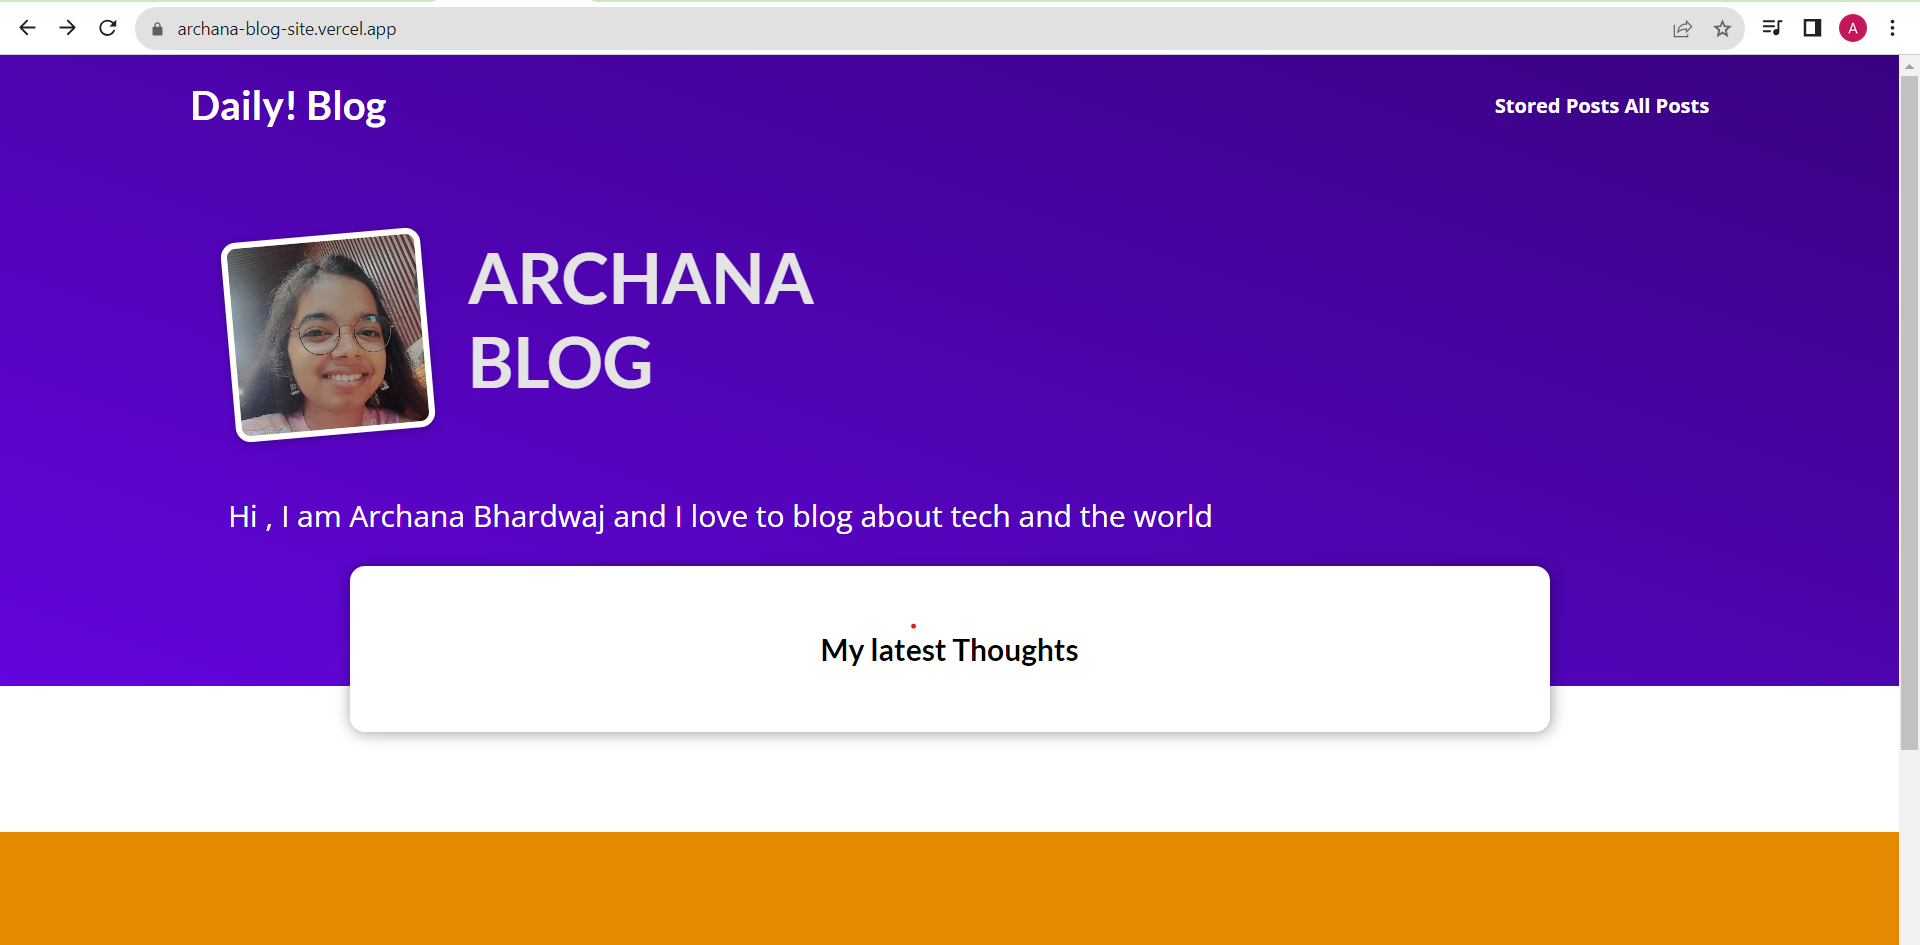 archana-blog-site.vercel.app
A
Daily! Blog
Stored Posts All Posts
ARCHANA
BLOG
Hi , I am Archana Bhardwaj and I love to blog about tech and the world
My latest Thoughts